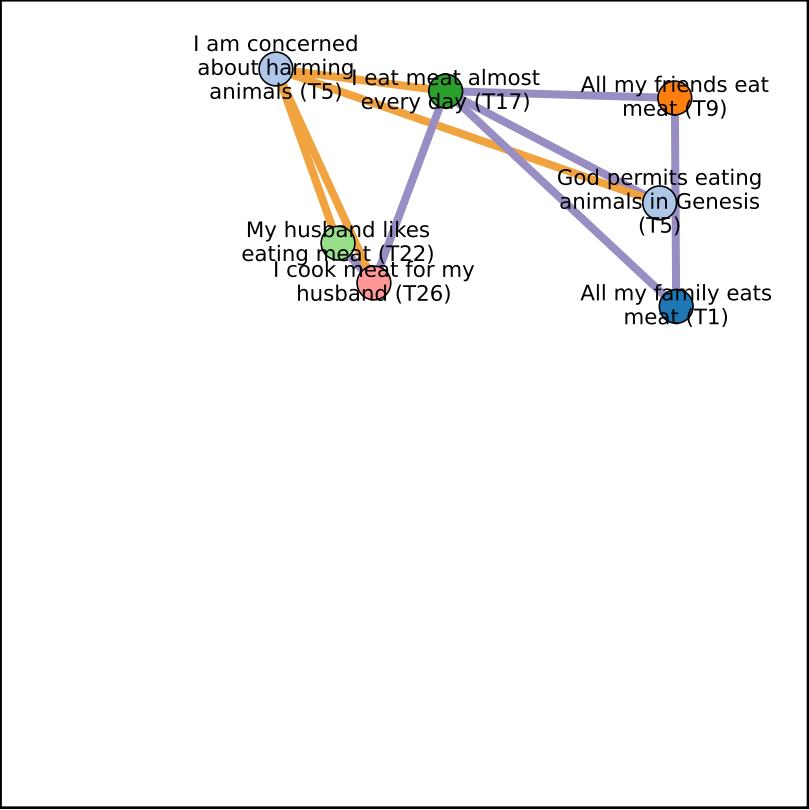 I am concerned
about harming
animals (T5)
I eat meat almost
every day (T17)
All my friends eat
meat (T9)
God permits eating
animals in Genesis
(T5)
My husband likes
eating meat (T22)
I cook meat for my
husband (T26)
All my family eats
meat (T1)